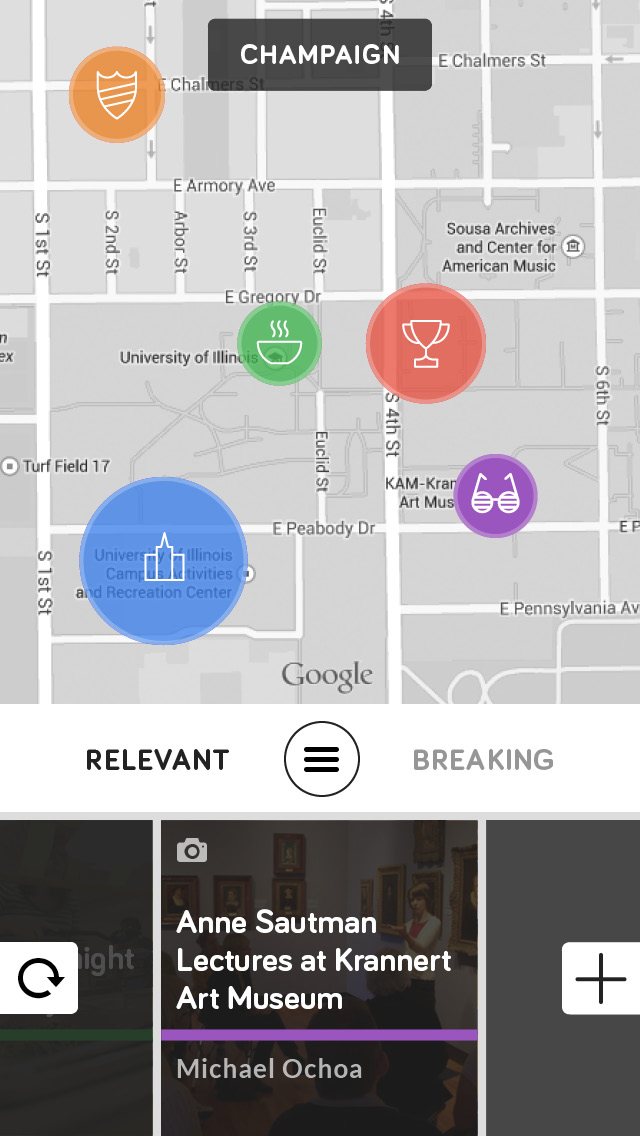 S 4th
CHAMPAIGN
E Chalmers St
E Chalmers St
E Armory Ave
S 1st St
S 2nd St
Arbor St
S 3rd St
Euclid St
Sousa Archives
and Center for
American Music
E Gregory Dr
University of Illinois
S 4th St
S 6th St
Turf Field 17
Euclid St
KAM-Kran
Art Mus
E Peabody Dr
E P
University of Illinois
Campus Activities
and Recreation Center
S 1st St
E Pennsylvania Av
Google
RELEVANT
BREAKING
Anne Sautman
Lectures at Krannert
Art Museum
ight
Michael Ochoa